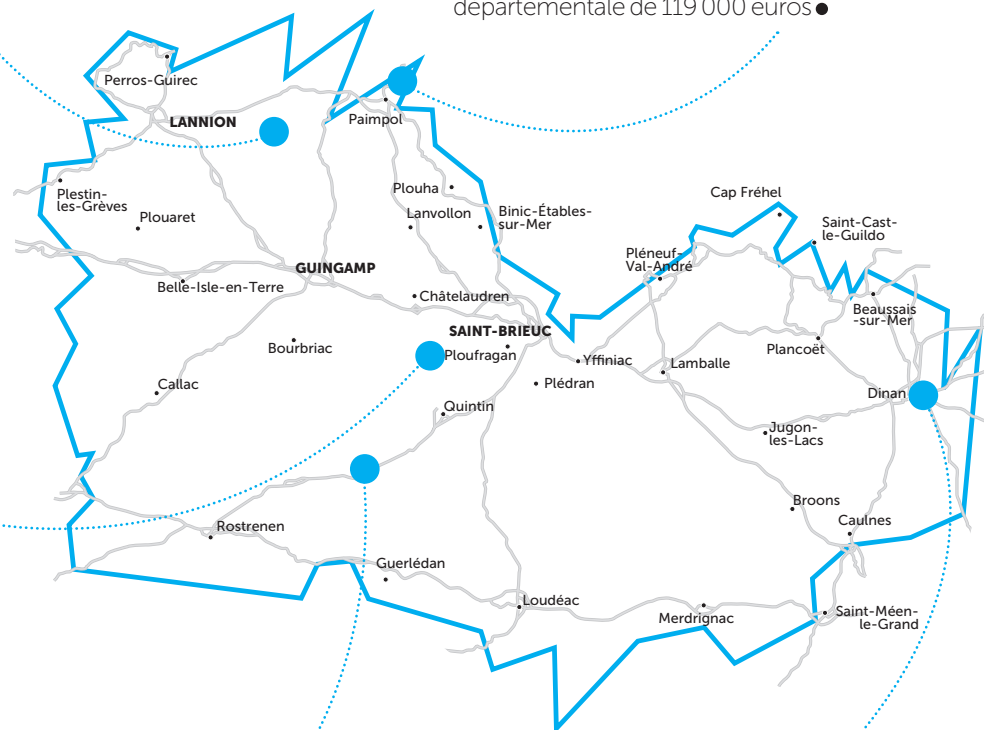 départementale de 119 000 euros ●
Perros-Guirec
LANNION
Paimpol
Plestin-
les-Grèves
Plouaret
Plouha
Lanvollon
Binic-Étables-
sur-Mer
Cap Fréhel
Saint-Cast-
le-Guildo
Pléneuf-
Val-André
GUINGAMP
Belle-Isle-en-Terre
Châtelaudren
Beaussais
-sur-Mer
SAINT-BRIEUC
Bourbriac
Ploufragan
Yffiniac
Lamballe
Plancoët
Callac
Plédran
Dinan
Quintin
Jugon-
les-Lacs
Broons
Rostrenen
Caulnes
Guerlédan
Loudéac
Merdrignac
Saint-Méen-
le-Grand